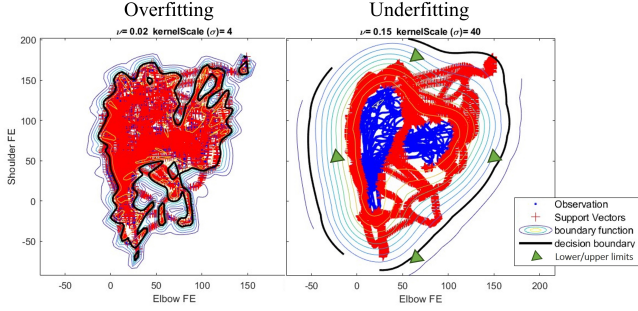 Overfitting
Underfitting
ν= 0.02 kernelScale (σ)= 4
ν= 0.15 kernelScale (σ)= 40
200
150
100
50
0
-50
Shoulder FE
-50
0
50
100
150
Elbow FE
-50
0
50
100
150
200
Elbow FE
Observation
Support Vectors
boundary function
decision boundary
Lower/upper limits